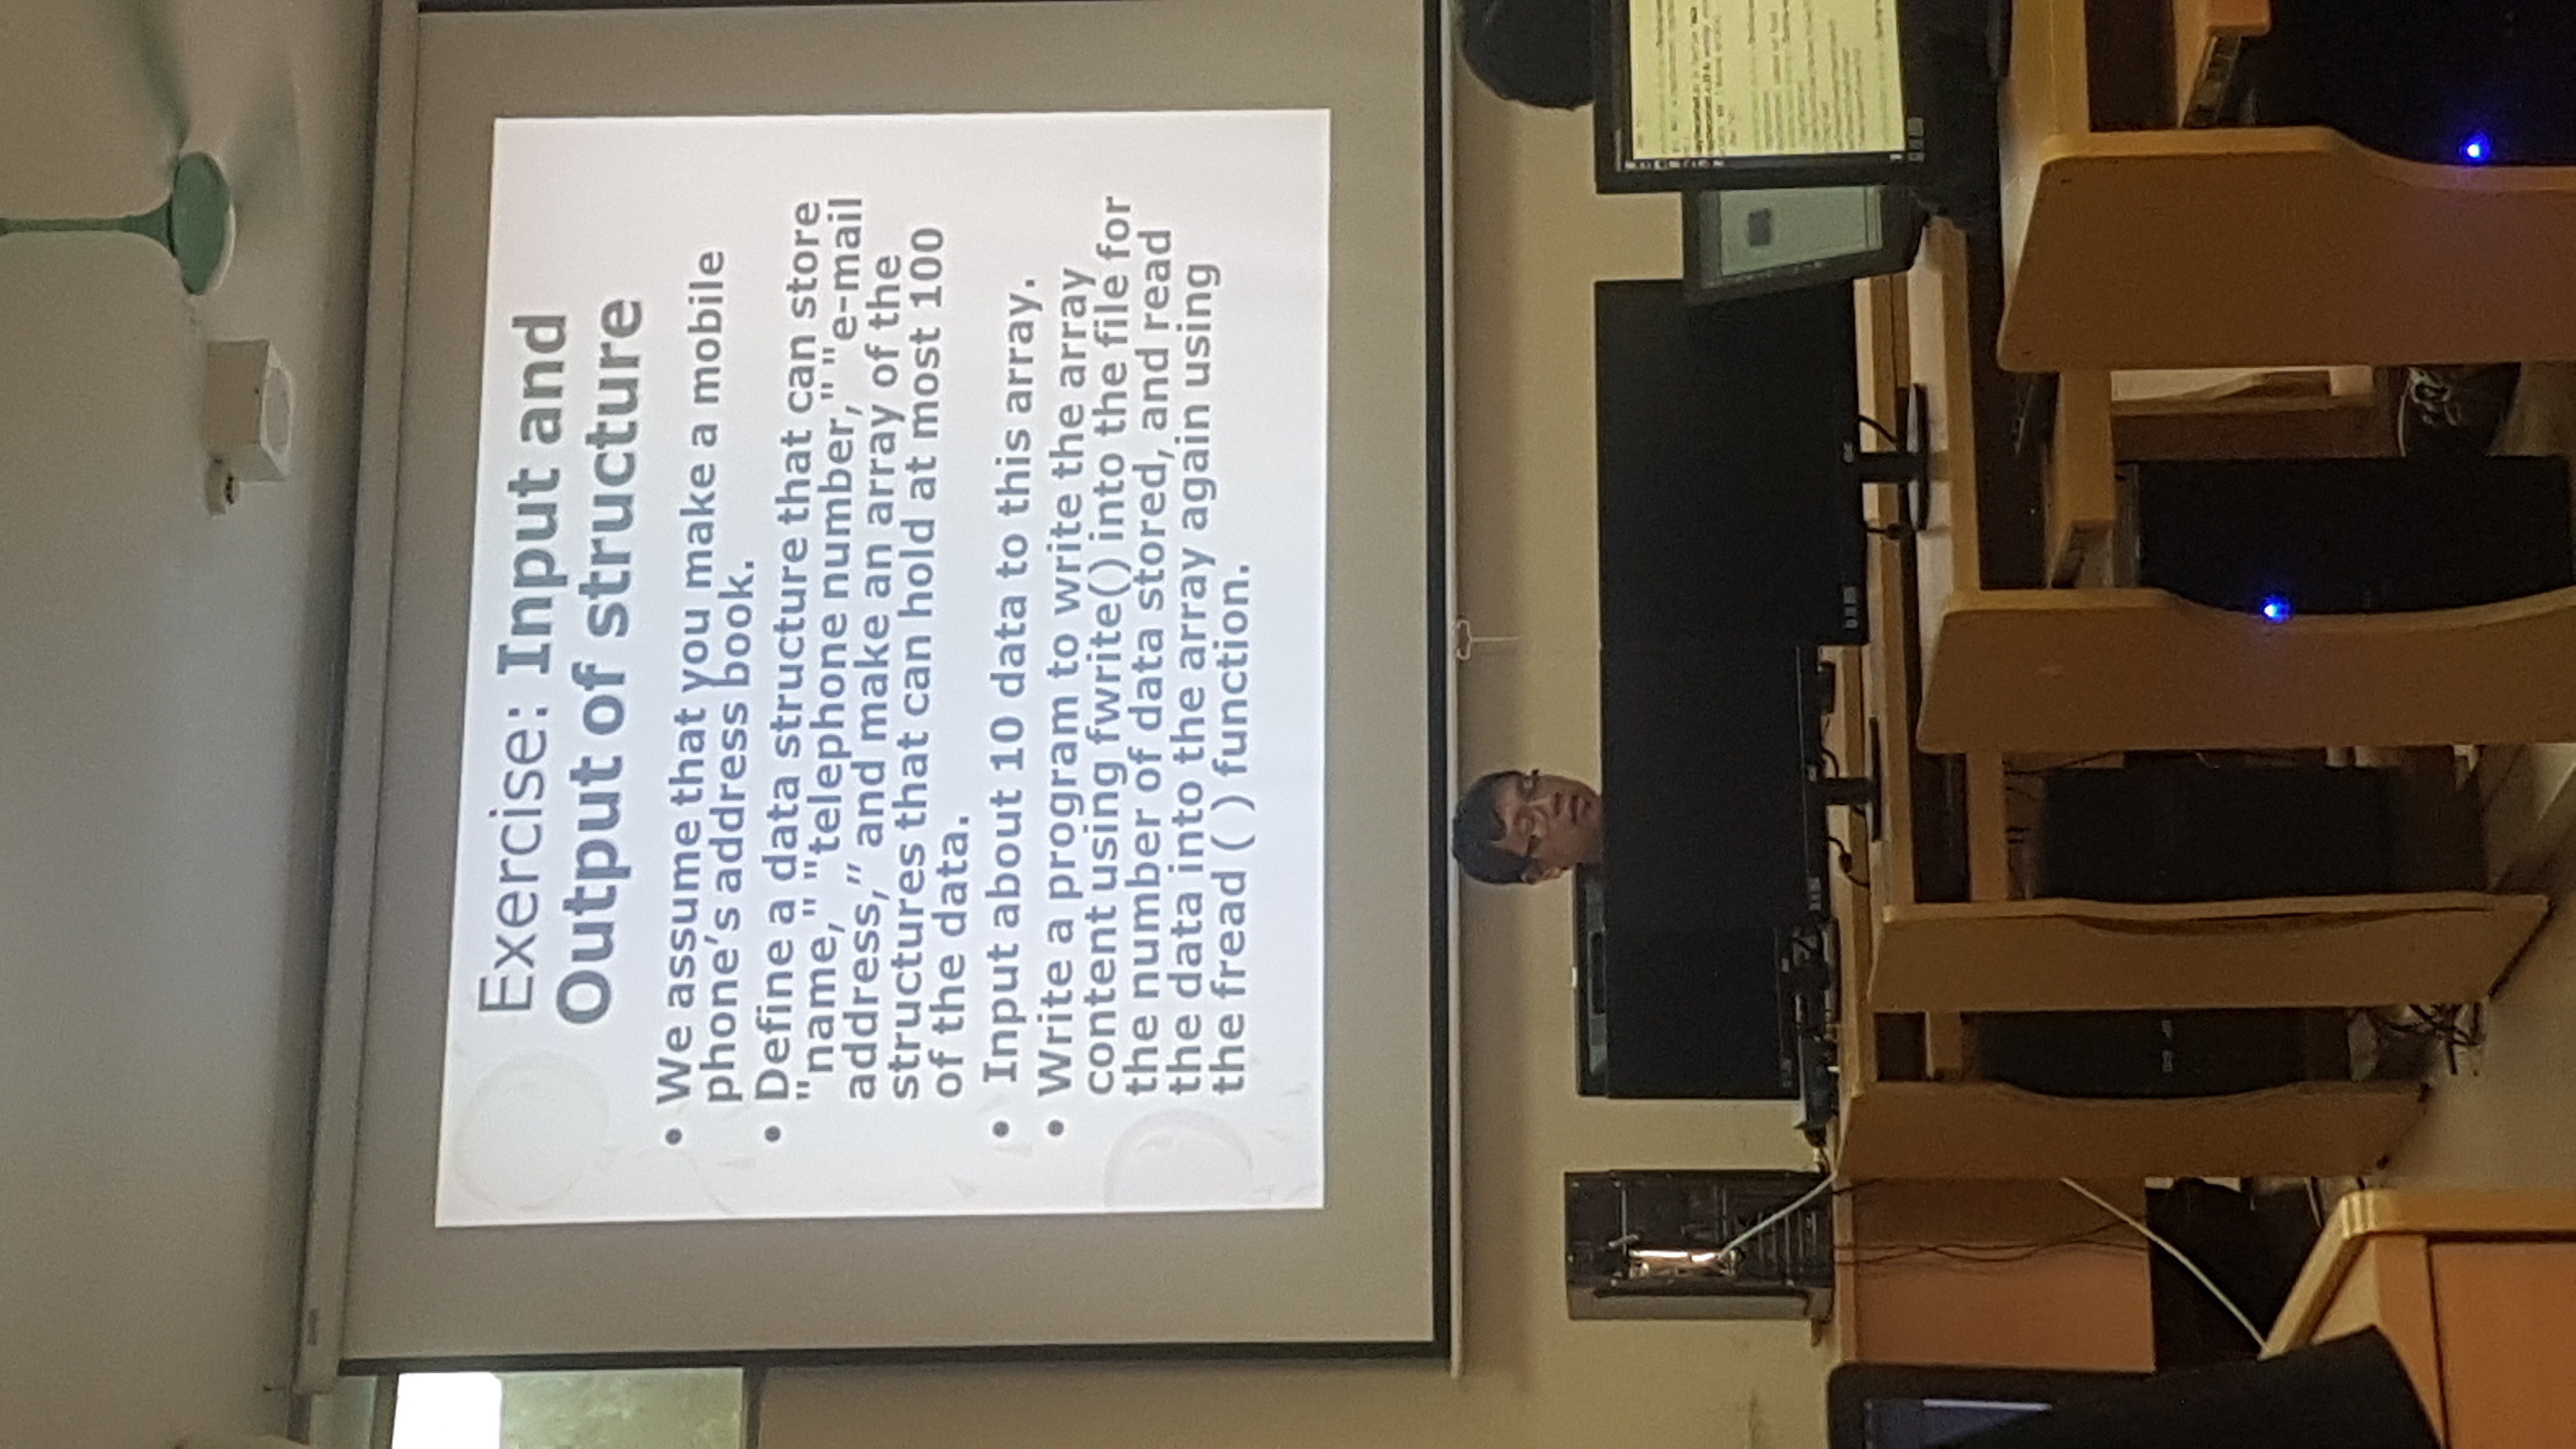 Exercise: Input and
Output of structure
• We assume that you make a mobile
phone’s address book.
• Define a data structure that can store
"name," "telephone number," "e-mail
address,” and make an array of the
structures that can hold at most 100
of the data.
• Input about 10 data to this array.
• Write a program to write the array
content using fwrite() into the file for
the number of data stored, and read
the data into the array again using
the fread ( ) function.